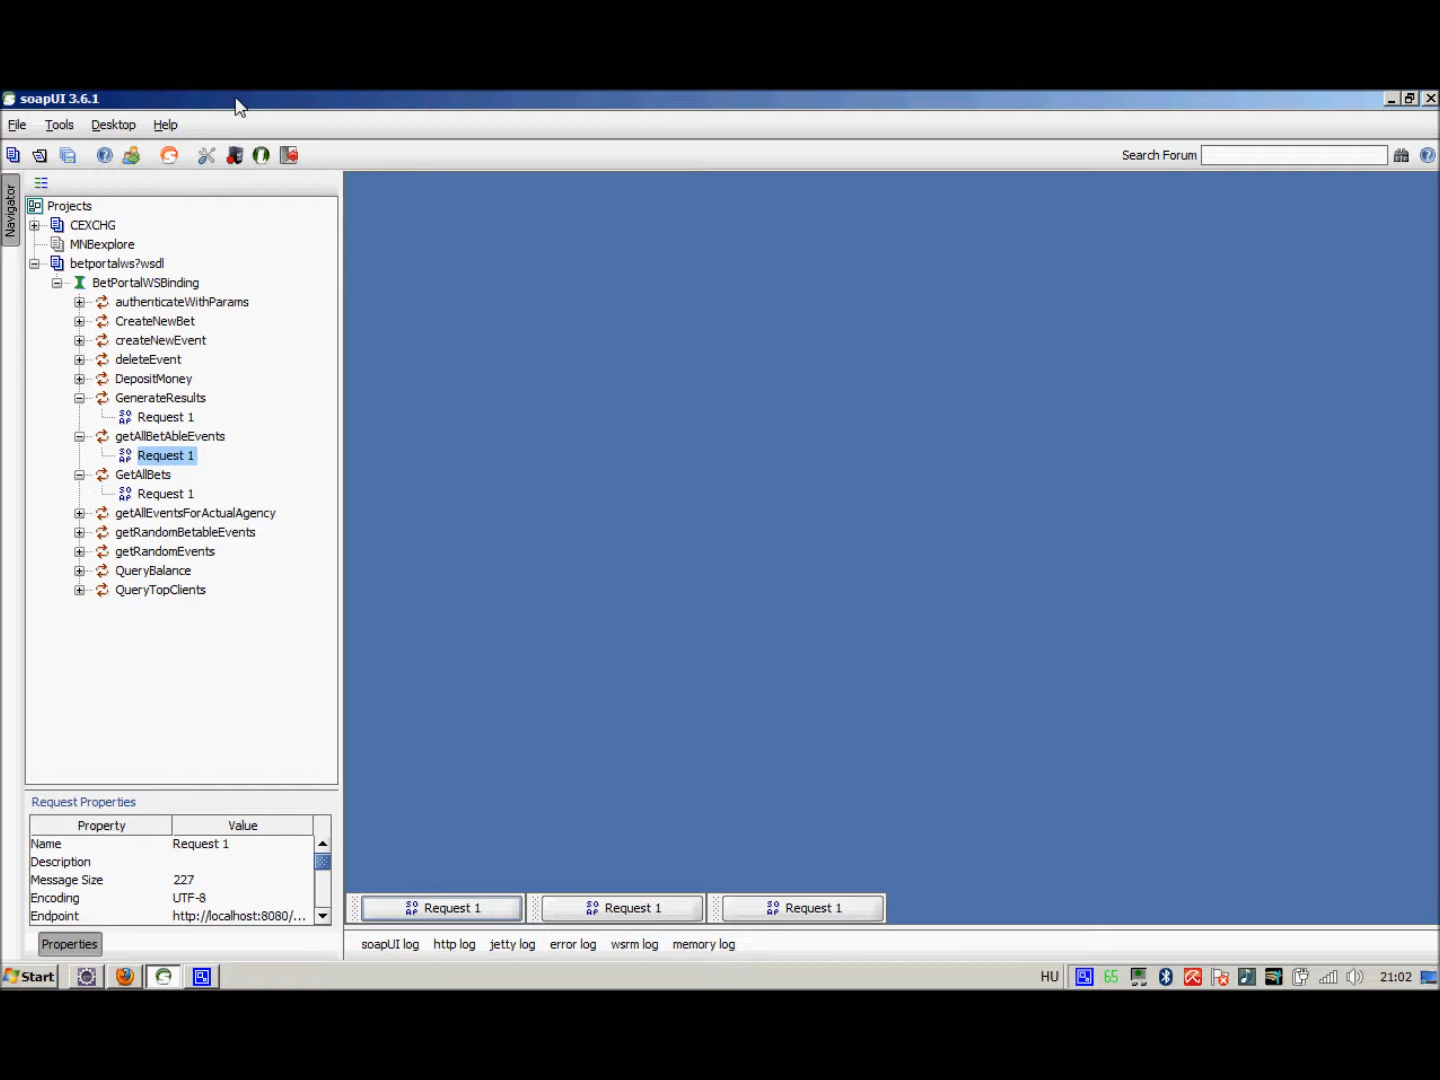 soapUI 3.6.1
File Tools Desktop Help
Search Forum
Navigator
Projects
CEXCHG
MNBexplore
betportalws?wsdl
BetPortalWSBinding
authenticateWithParams
CreateNewBet
createNewEvent
deleteEvent
DepositMoney
GenerateResults
Request 1
getAllBetAbleEvents
Request 1
GetAllBets
Request 1
getAllEventsForActualAgency
getRandomBetableEvents
getRandomEvents
QueryBalance
QueryTopClients
Request Properties
Property Value
Name Request 1
Description
Message Size 227
Encoding UTF-8
Endpoint http://localhost:8080/...
Properties
Request 1 Request 1 Request 1
soapUI log http log jetty log error log wsrm log memory log
Start HU 65 21:02